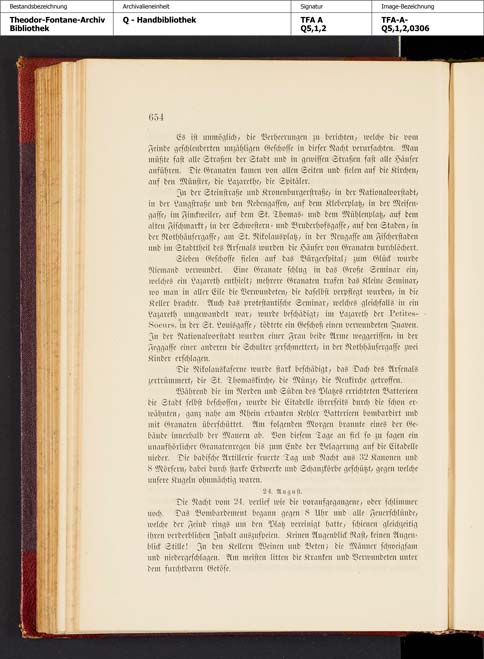 Bestandsbezeichnung
Archivalieneinheit
Signatur
Image-Bezeichnung
Theodor-Fontane-Archiv
Bibliothek
Q - Handbibliothek
TFA A
Q5,1,2
TFA-A-
Q5,1,2,0306
654
Es ist unmöglich, die Verheerungen zu berichten, welche die vom
Feinde geschleuderten unzähligen Geschosse in dieser Nacht verursachten. Man
müßte fast alle Straßen der Stadt und in gewissen Straßen fast alle Häuser
anführen. Die Granaten kamen von allen Seiten und fielen auf die Kirchen,
auf den Münster, die Lazarethe, die Spitäler.
In der Steinstraße und Kronenburgerstraße, in der Nationalvorstadt,
in der Langstraße und den Nebengassen, auf dem Kleberplatz, in der Meisen-
gasse, im Finkweiler, auf dem St. Thomas- und dem Mühlenplatz, auf dem
alten Fischmarkt, in der Schwestern- und Bruderhofsgasse, auf den Staden, in
der Rothhäusergasse, am St. Nikolausplatz, in der Neugasse am Fischerstaden
und im Stadttheil des Arsenals wurden die Häuser von Granaten durchlöchert.
Sieben Geschosse fielen auf das Bürgerspital; zum Glück wurde
Niemand verwundet. Eine Granate schlug in das Große Seminar ein,
welches ein Lazareth enthielt; mehrere Granaten trafen das Kleine Seminar,
wo man in aller Eile die Verwundeten, die daselbst verpflegt wurden, in die
Keller brachte. Auch das protestantische Seminar, welches gleichfalls in ein
Lazareth umgewandelt war, wurde beschädigt; im Lazareth der Petites-
Soeurs, in der St. Louisgasse, tödtete ein Geschoß einen verwundeten Zuaven.
In der Nationalvorstadt wurden einer Frau beide Arme weggerissen, in der
Jeggasse einer anderen die Schulter zerschmettert, in der Rothhäusergasse zwei
Kinder erschlagen.
Die Nikolauskaserne wurde stark beschädigt, das Dach des Arsenals
zertrümmert, die St. Thomaskirche, die Münze, die Neukirche getroffen.
Während die im Norden und Süden des Platzes errichteten Batterieen
die Stadt selbst beschossen, wurde die Citadelle ihrerseits durch die schon er-
wähnten, ganz nahe am Rhein erbauten Kehler Batterieen bombardirt und
mit Granaten überschüttet. Am folgenden Morgen brannte eines der Ge-
bäude innerhalb der Mauern ab. Von diesem Tage an fiel so zu sagen ein
unaufhörlicher Granatenregen bis zum Ende der Belagerung auf die Citadelle
nieder. Die badische Artillerie feuerte Tag und Nacht aus 32 Kanonen und
8 Mörsern, dabei durch starke Erdwerke und Schanzkörbe geschützt, gegen welche
unsere Kugeln ohnmächtig waren.
24. August.
Die Nacht vom 24. verlief wie die voraufgegangene, oder schlimmer
noch. Das Bombardement begann gegen 8 Uhr und alle Feuerschlünde,
welche der Feind rings um den Platz vereinigt hatte, schienen gleichzeitig
ihren verderblichen Inhalt auszuspeien. Keinen Augenblick Rast, keinen Augen-
blick Stille! In den Kellern Weinen und Beten; die Männer schweigsam
und niedergeschlagen. Am meisten litten die Kranken und Verwundeten unter
dem furchtbaren Getöse.